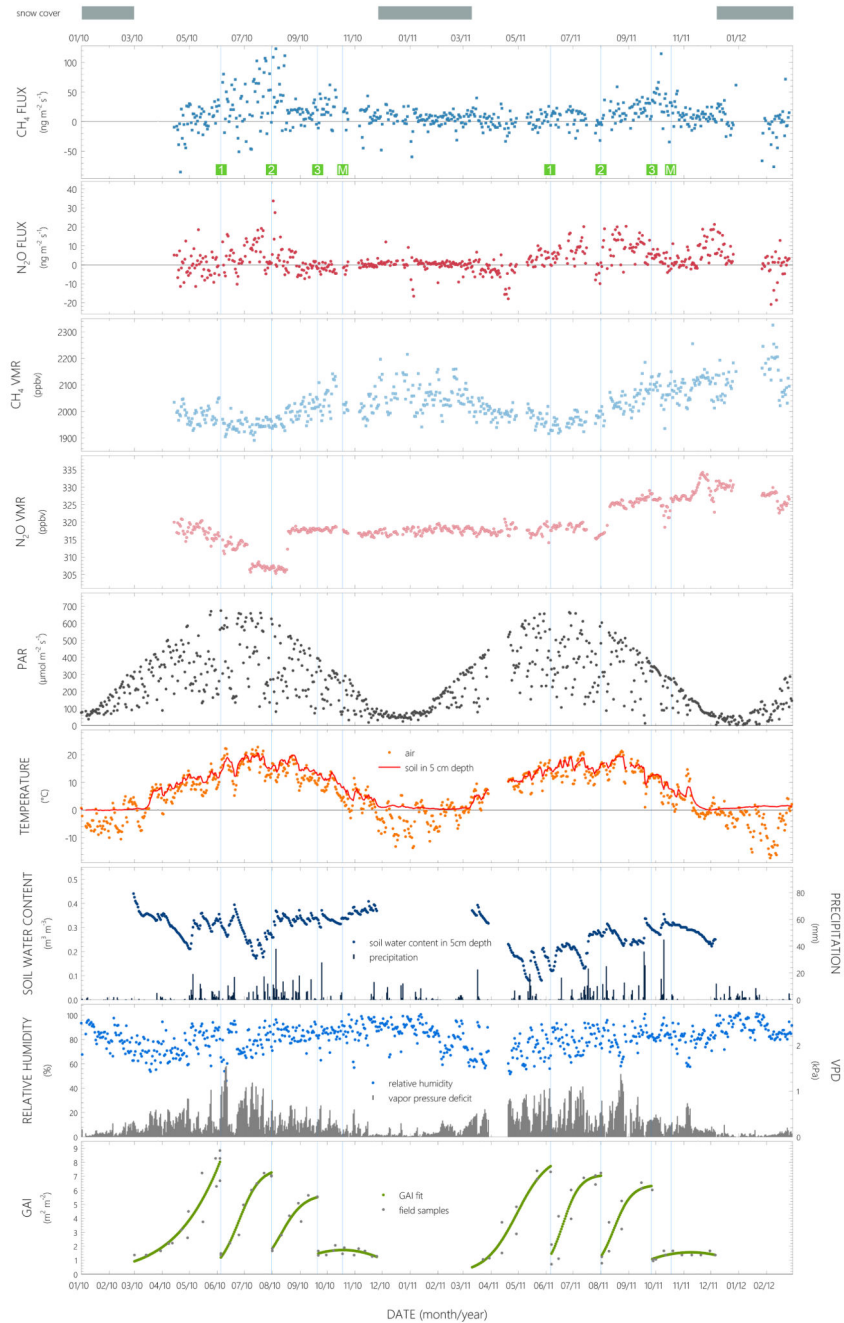 snow cover
01/10 03/10 05/10 07/10 09/10 11/10 01/11 03/11 05/11 07/11 09/11 11/11 01/12
CH₄ FLUX
(ng m⁻² s⁻¹)
100
50
0
-50
1 2 3 M 1 2 3 M
N₂O FLUX
(ng m⁻² s⁻¹)
40
30
20
10
0
-10
-20
CH₄ VMR
(ppbv)
2300
2200
2100
2000
1900
N₂O VMR
(ppbv)
335
330
325
320
315
310
305
PAR
(µmol m⁻² s⁻¹)
700
600
500
400
300
200
100
0
TEMPERATURE
(°C)
20
10
0
-10
air
soil in 5 cm depth
SOIL WATER CONTENT
(m³ m⁻³)
0.5
0.4
0.3
0.2
0.1
0.0
soil water content in 5cm depth
precipitation
80
60
40
20
0
PRECIPITATION
(mm)
RELATIVE HUMIDITY
(%)
100
80
60
40
20
0
relative humidity
vapor pressure deficit
2
1
0
VPD
(kPa)
GAI
(m² m⁻²)
9
8
7
6
5
4
3
2
1
0
GAI fit
field samples
01/10 02/10 03/10 04/10 05/10 06/10 07/10 08/10 09/10 10/10 11/10 12/10 01/11 02/11 03/11 04/11 05/11 06/11 07/11 08/11 09/11 10/11 11/11 12/11 01/12 02/12
DATE (month/year)